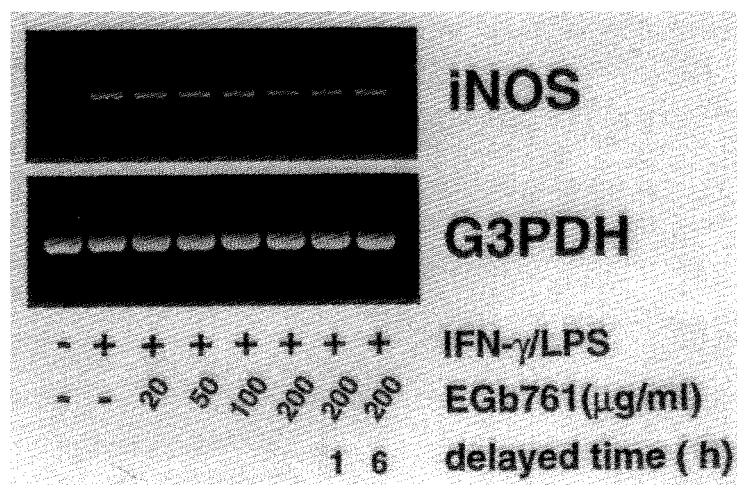 iNOS
G3PDH
- + + + + + + + IFN-γ/LPS
- - 20 50 100 200 200 200 EGb761(μg/ml)
1 6 delayed time ( h)